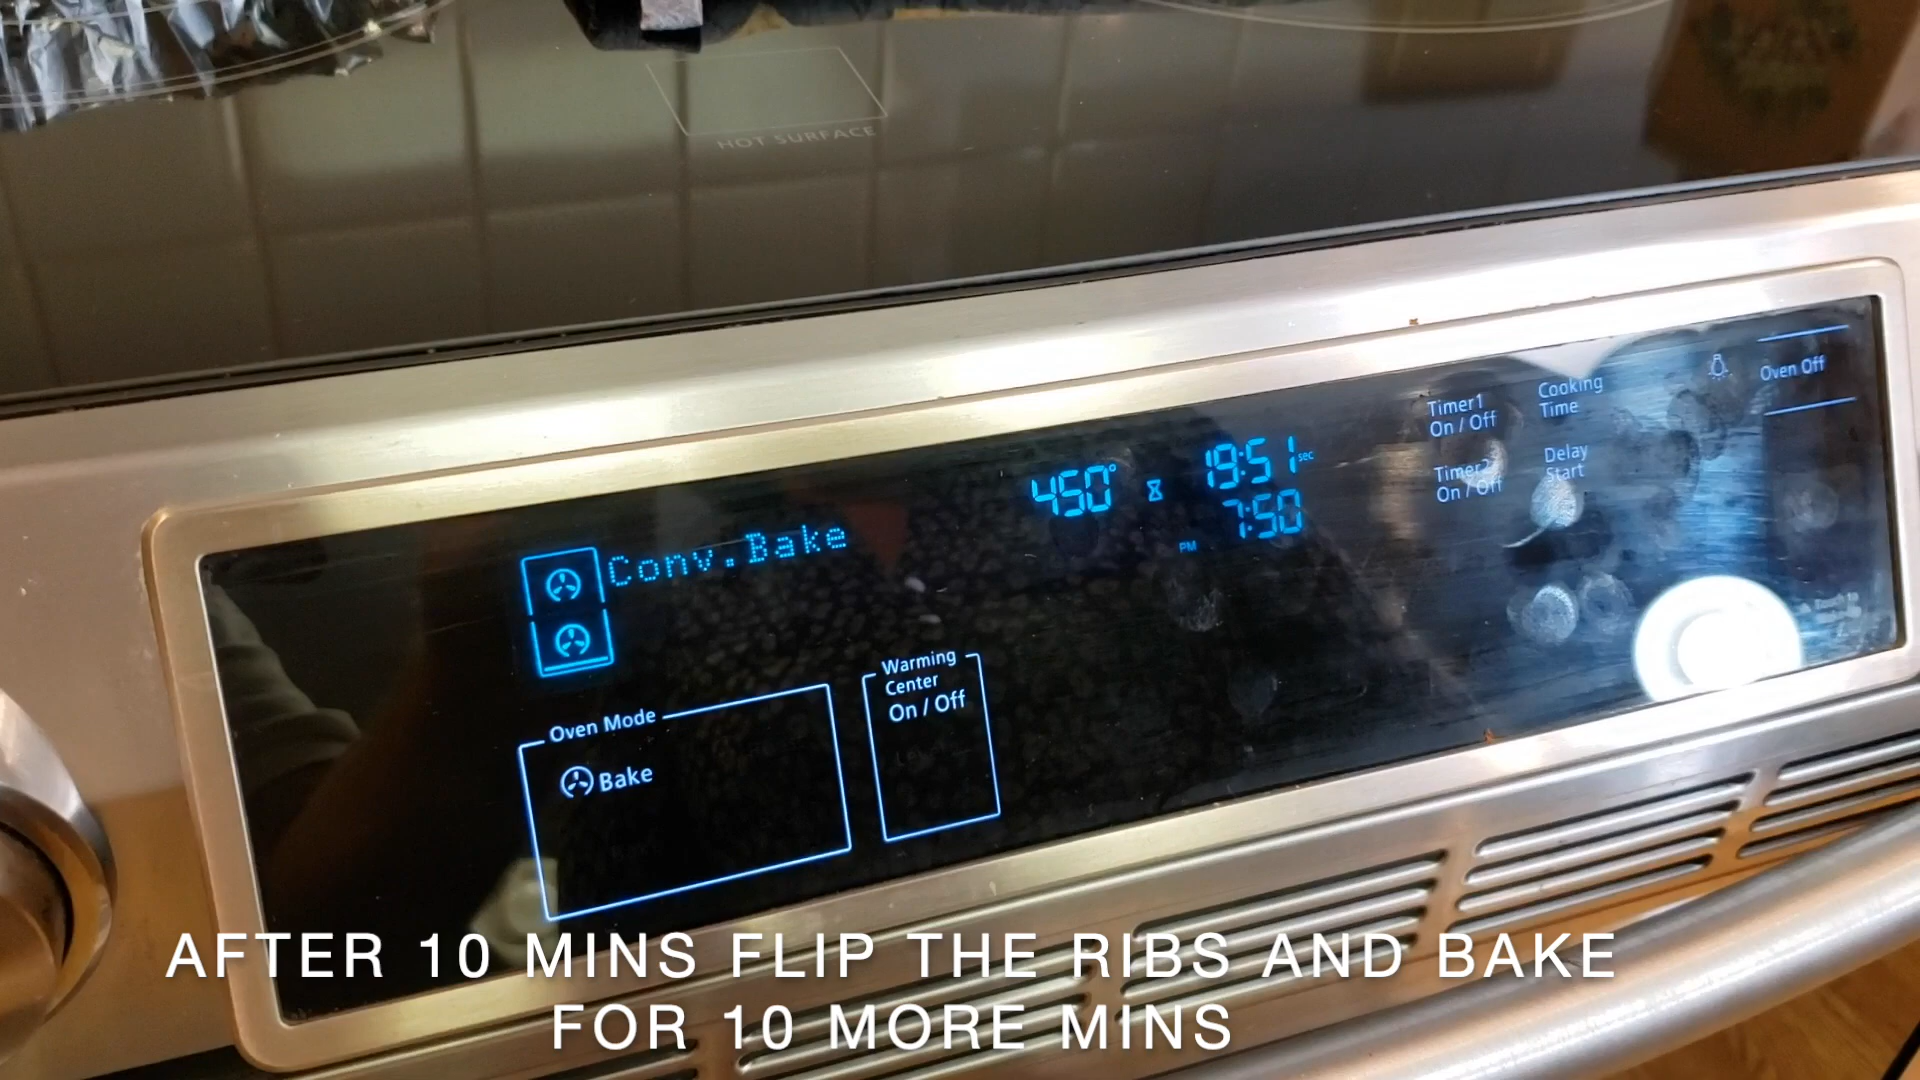 HOT SURFACE
Conv.Bake
450°
19:51 sec
PM 7:50
Timer1
On / Off
Cooking
Time
Oven Off
Timer2
On / Off
Delay
Start
Oven Mode
Bake
Warming
Center
On / Off
AFTER 10 MINS FLIP THE RIBS AND BAKE
FOR 10 MORE MINS